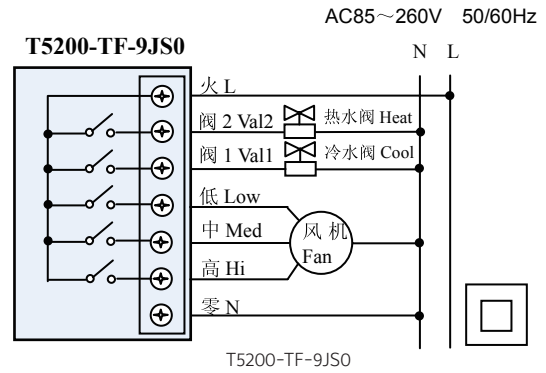 AC85～260V 50/60Hz
T5200-TF-9JS0
N L
火 L
阀 2 Val2 热水阀 Heat
阀 1 Val1 冷水阀 Cool
低 Low
中 Med
风 机
Fan
高 Hi
零 N
T5200-TF-9JS0